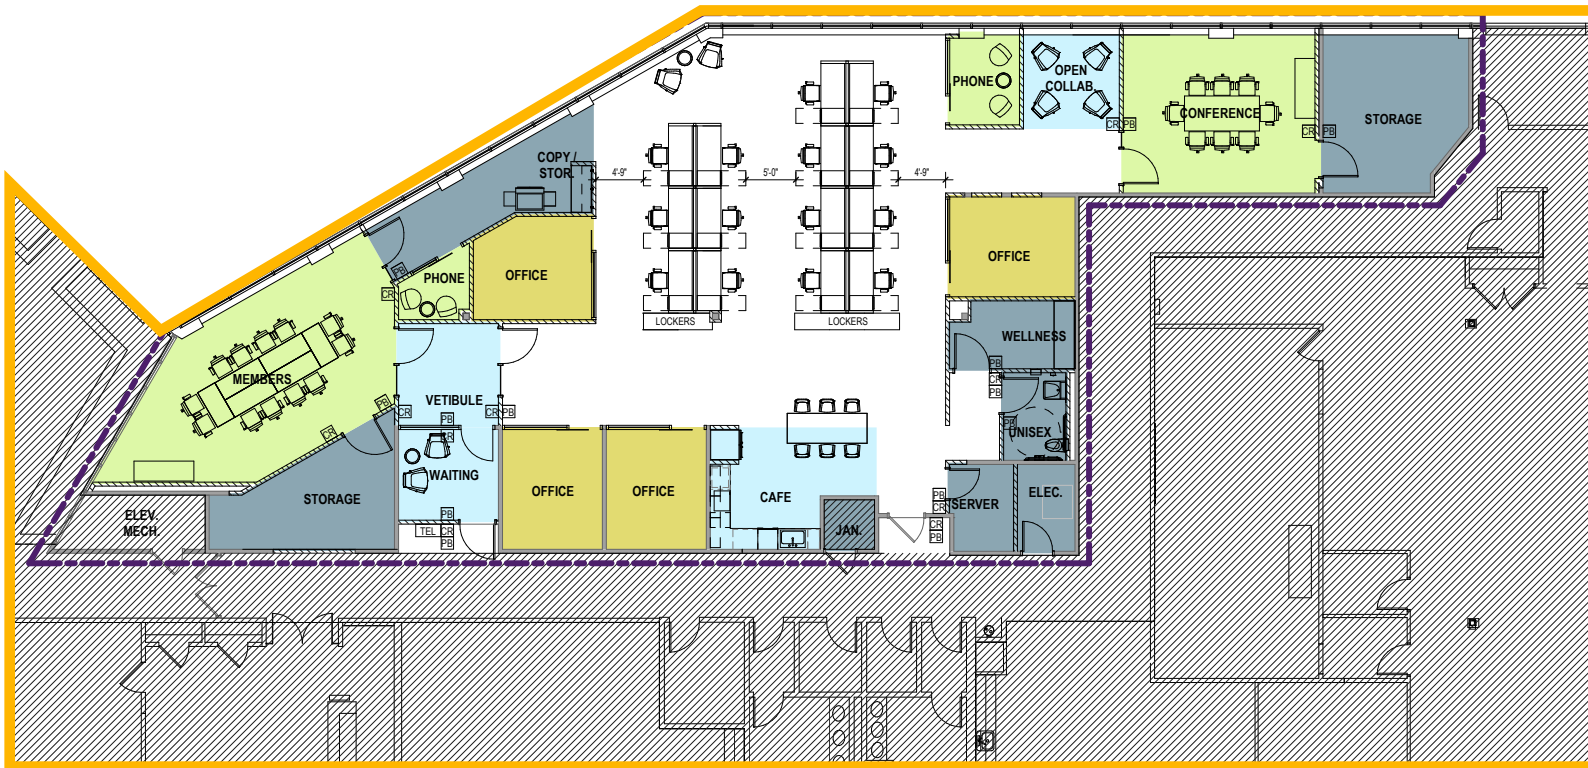 PHONE
OPEN
COLLAB.
CONFERENCE
STORAGE
CR PB
CR PB
COPY /
STOR.
4'-9"
5'-0"
4'-9"
PB
PHONE
OFFICE
OFFICE
CR
LOCKERS
LOCKERS
WELLNESS
PB
CR
PB
MEMBERS
VETIBULE
PB
CR
PB
CR PB
CR
CR
PB
UNISEX
WAITING
STORAGE
OFFICE
OFFICE
CAFE
SERVER
ELEC.
PB
CR
ELEV.
MECH.
PB
TEL CR
PB
JAN.
CR
PB